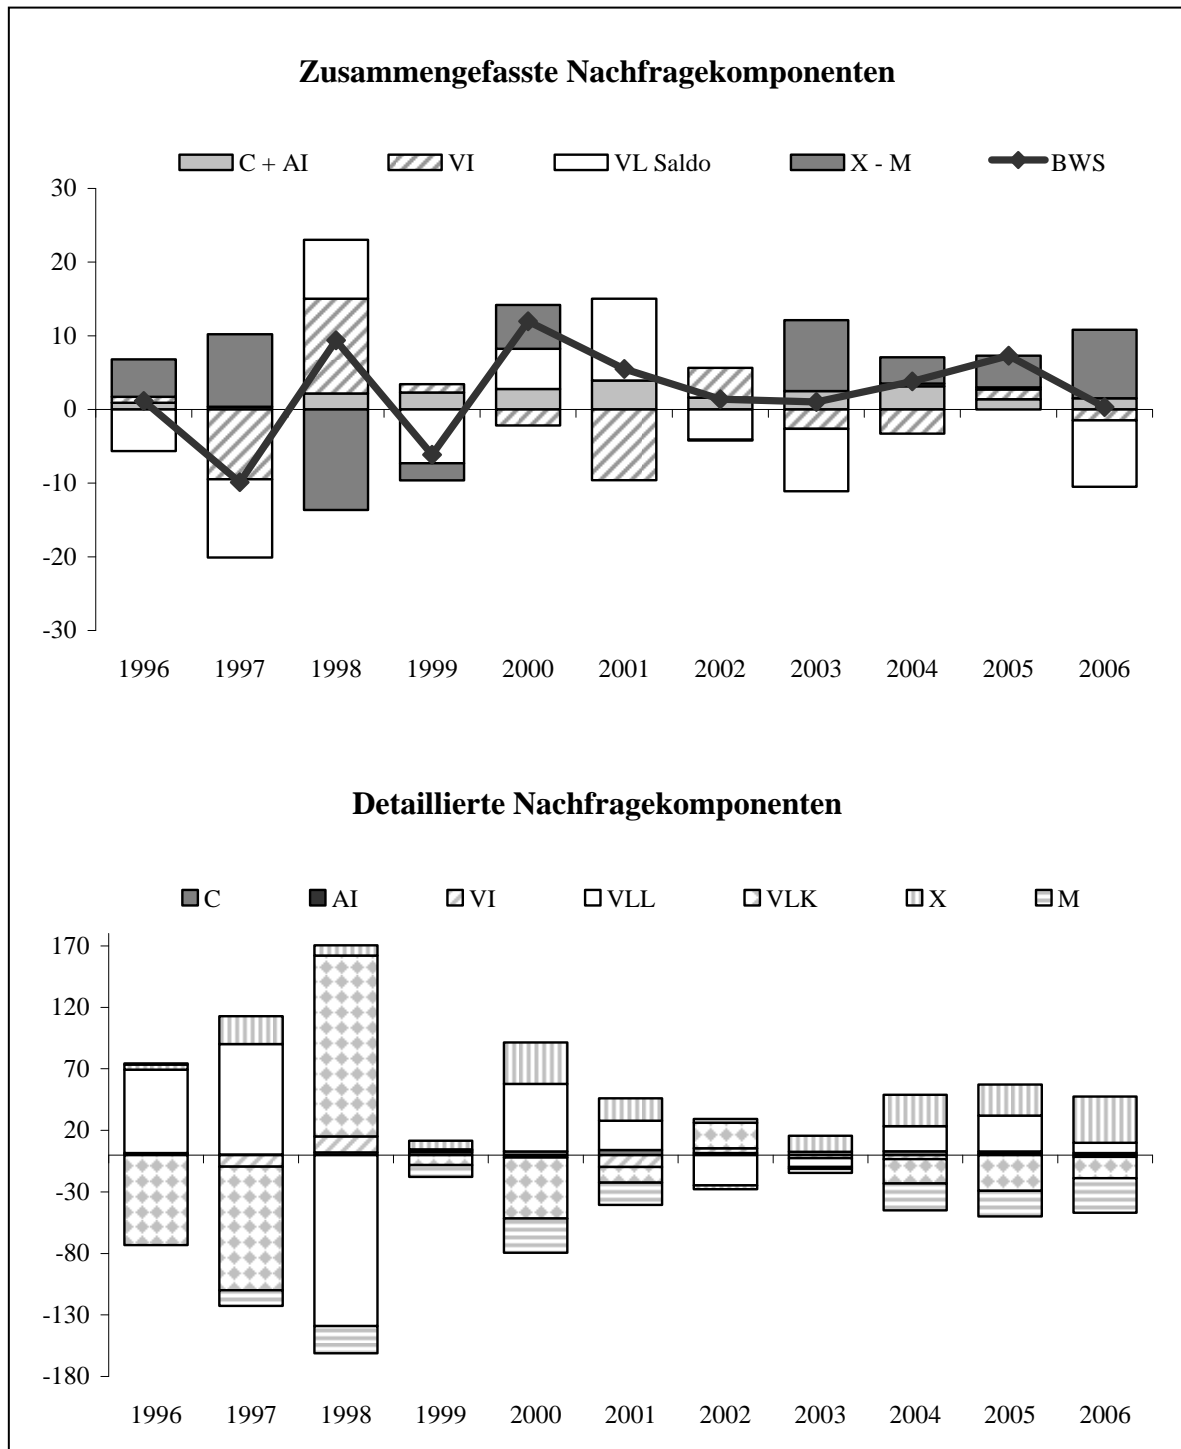 Zusammengefasste Nachfragekomponenten
C + AI VI VL Saldo X - M BWS
30
20
10
0
-10
-20
-30
1996 1997 1998 1999 2000 2001 2002 2003 2004 2005 2006
Detaillierte Nachfragekomponenten
C AI VI VLL VLK X M
170
120
70
20
-30
-80
-130
-180
1996 1997 1998 1999 2000 2001 2002 2003 2004 2005 2006